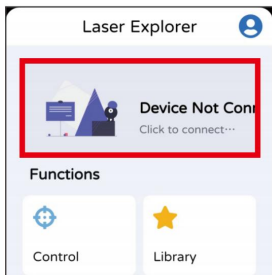 Laser Explorer
Device Not Conn
Click to connect···
Functions
Control Library